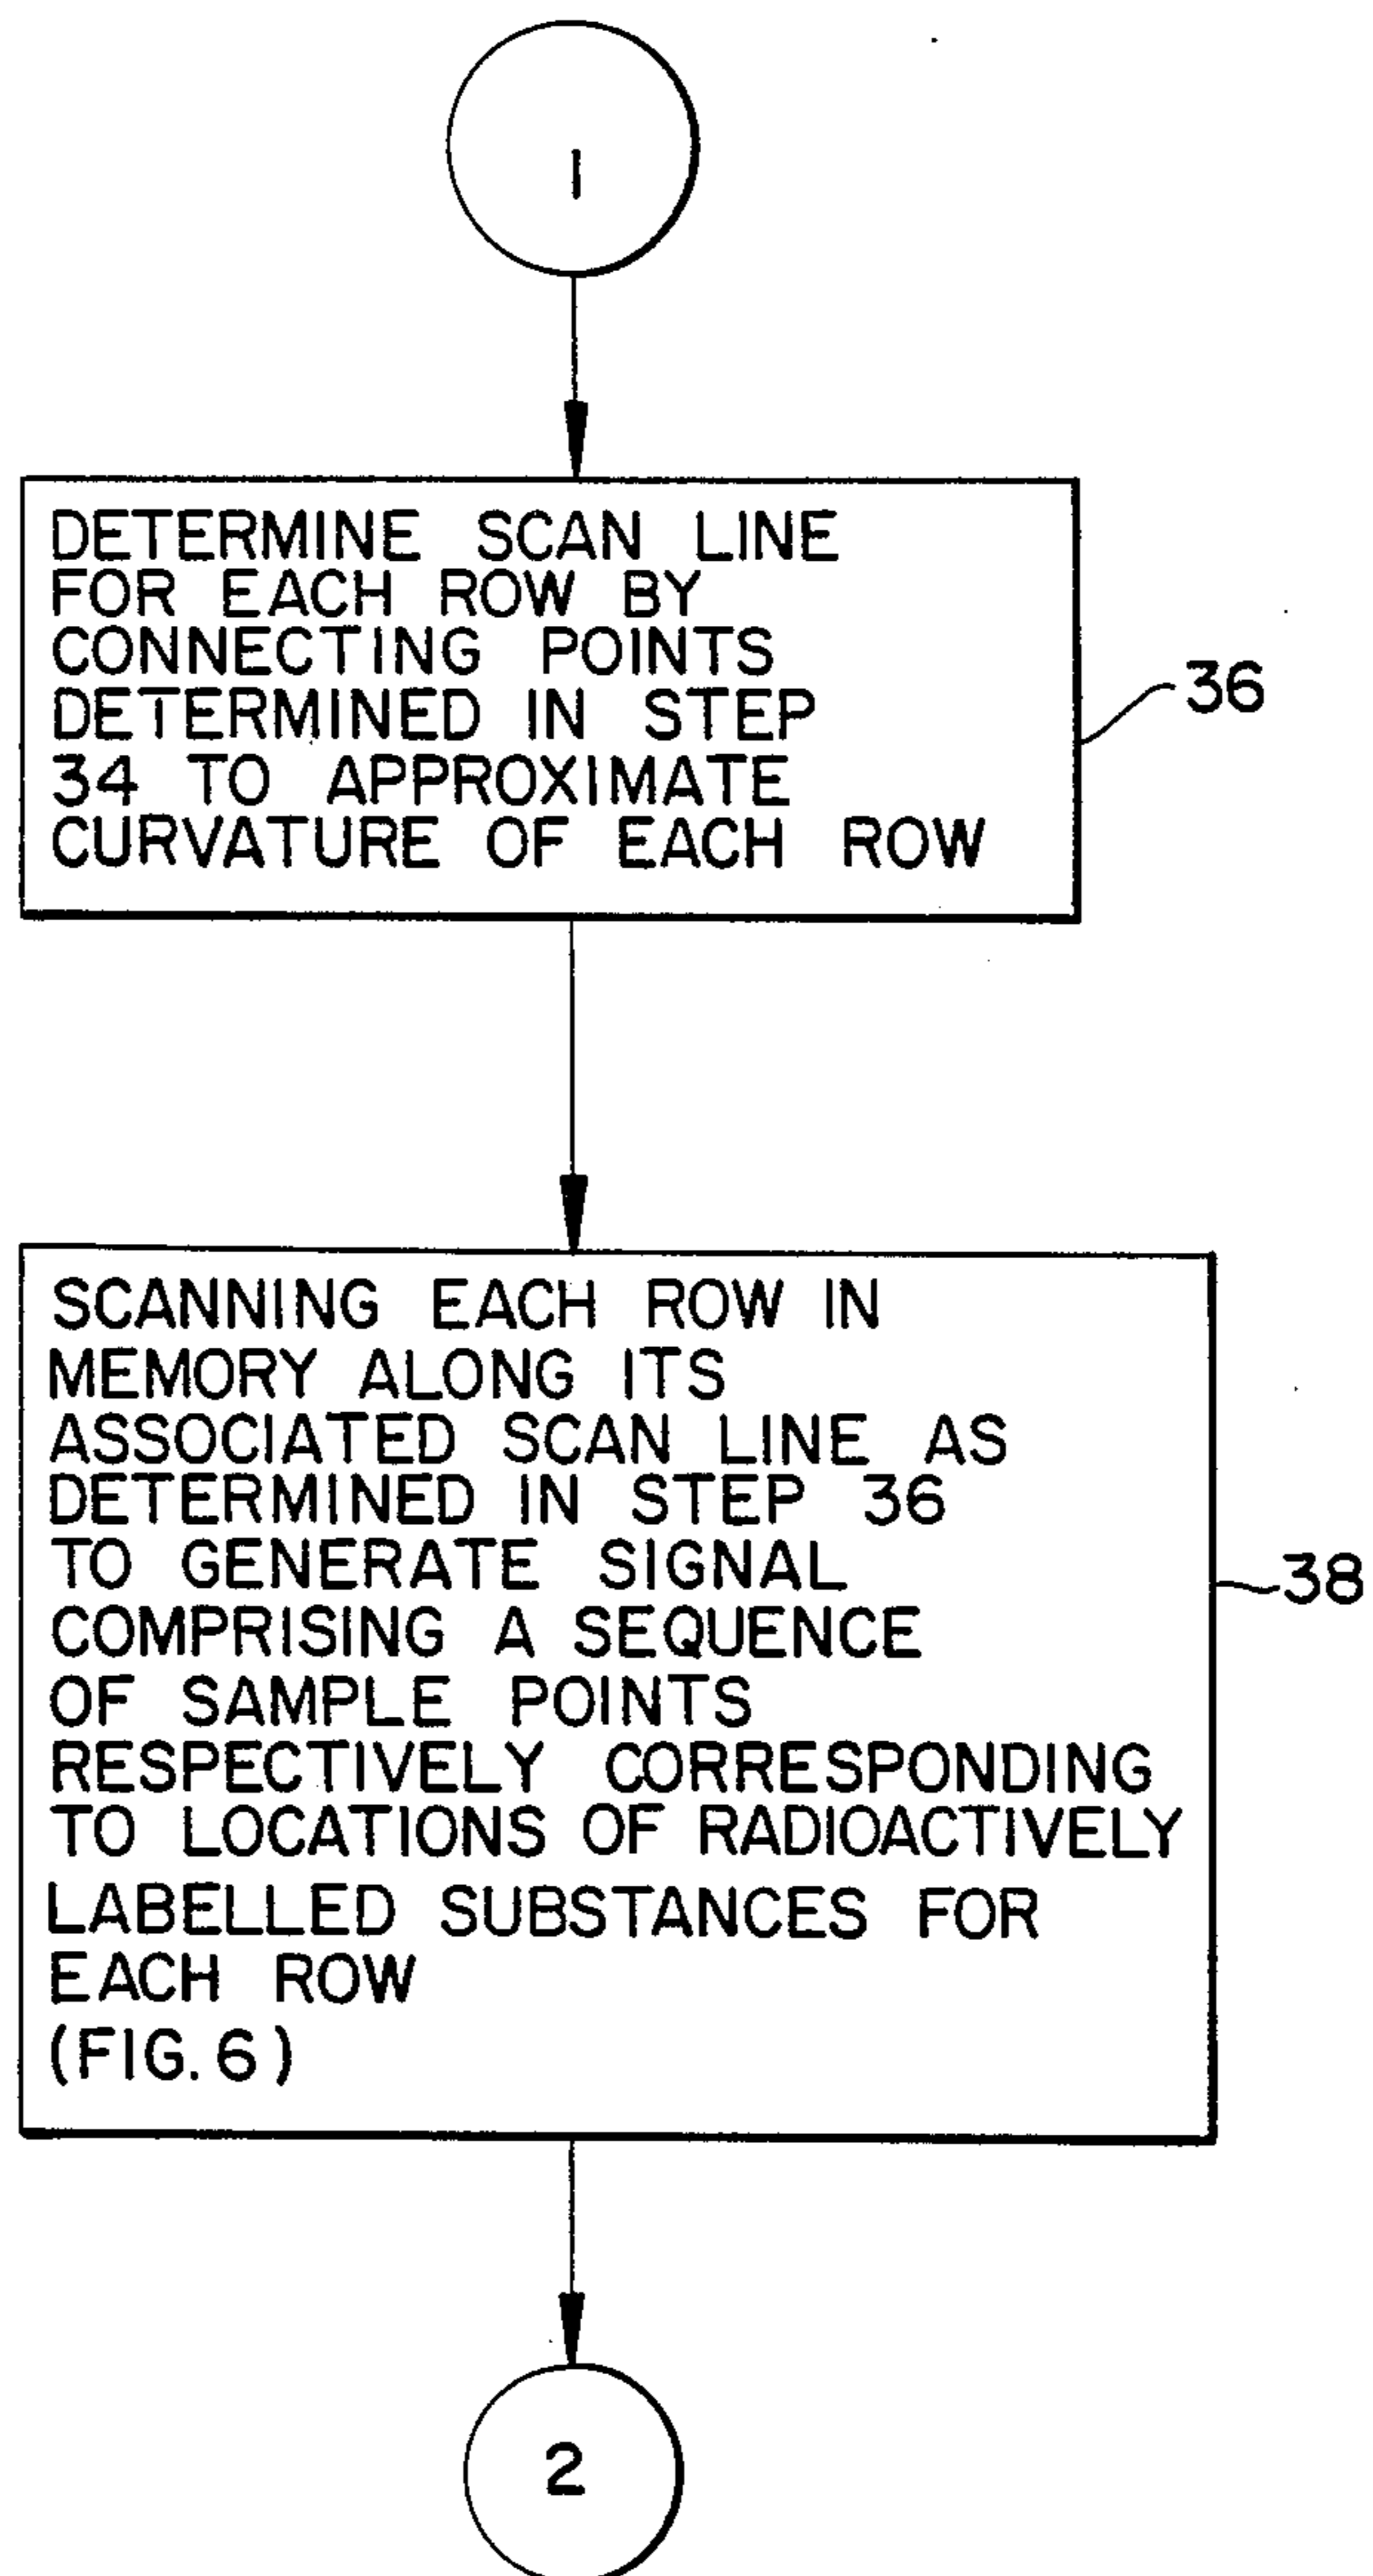 1
DETERMINE SCAN LINE
FOR EACH ROW BY
CONNECTING POINTS
DETERMINED IN STEP
34 TO APPROXIMATE
CURVATURE OF EACH ROW
36
SCANNING EACH ROW IN
MEMORY ALONG ITS
ASSOCIATED SCAN LINE AS
DETERMINED IN STEP 36
TO GENERATE SIGNAL
COMPRISING A SEQUENCE
OF SAMPLE POINTS
RESPECTIVELY CORRESPONDING
TO LOCATIONS OF RADIOACTIVELY
LABELLED SUBSTANCES FOR
EACH ROW
(FIG. 6)
38
2